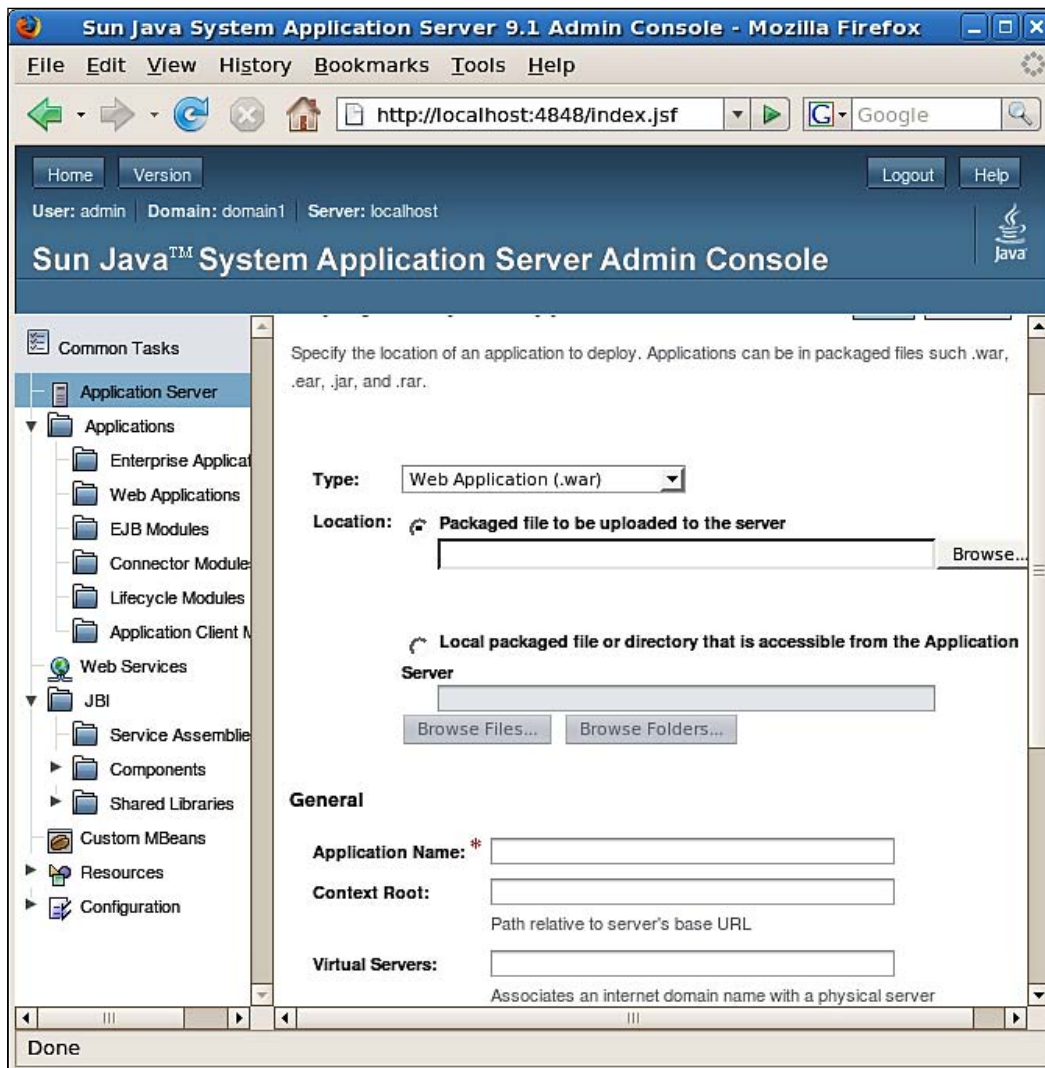 Sun Java System Application Server 9.1 Admin Console - Mozilla Firefox
File Edit View History Bookmarks Tools Help
http://localhost:4848/index.jsf G Google
Home Version Logout Help
User: admin Domain: domain1 Server: localhost
Sun Java™ System Application Server Admin Console
Java
Common Tasks
Application Server
Applications
Enterprise Applicat
Web Applications
EJB Modules
Connector Module
Lifecycle Modules
Application Client M
Web Services
JBI
Service Assemblie
Components
Shared Libraries
Custom MBeans
Resources
Configuration
Specify the location of an application to deploy. Applications can be in packaged files such .war,
.ear, .jar, and .rar.
Type: Web Application (.war)
Location: Packaged file to be uploaded to the server
Browse...
Local packaged file or directory that is accessible from the Application
Server
Browse Files... Browse Folders...
General
Application Name: *
Context Root:
Path relative to server's base URL
Virtual Servers:
Associates an internet domain name with a physical server
Done